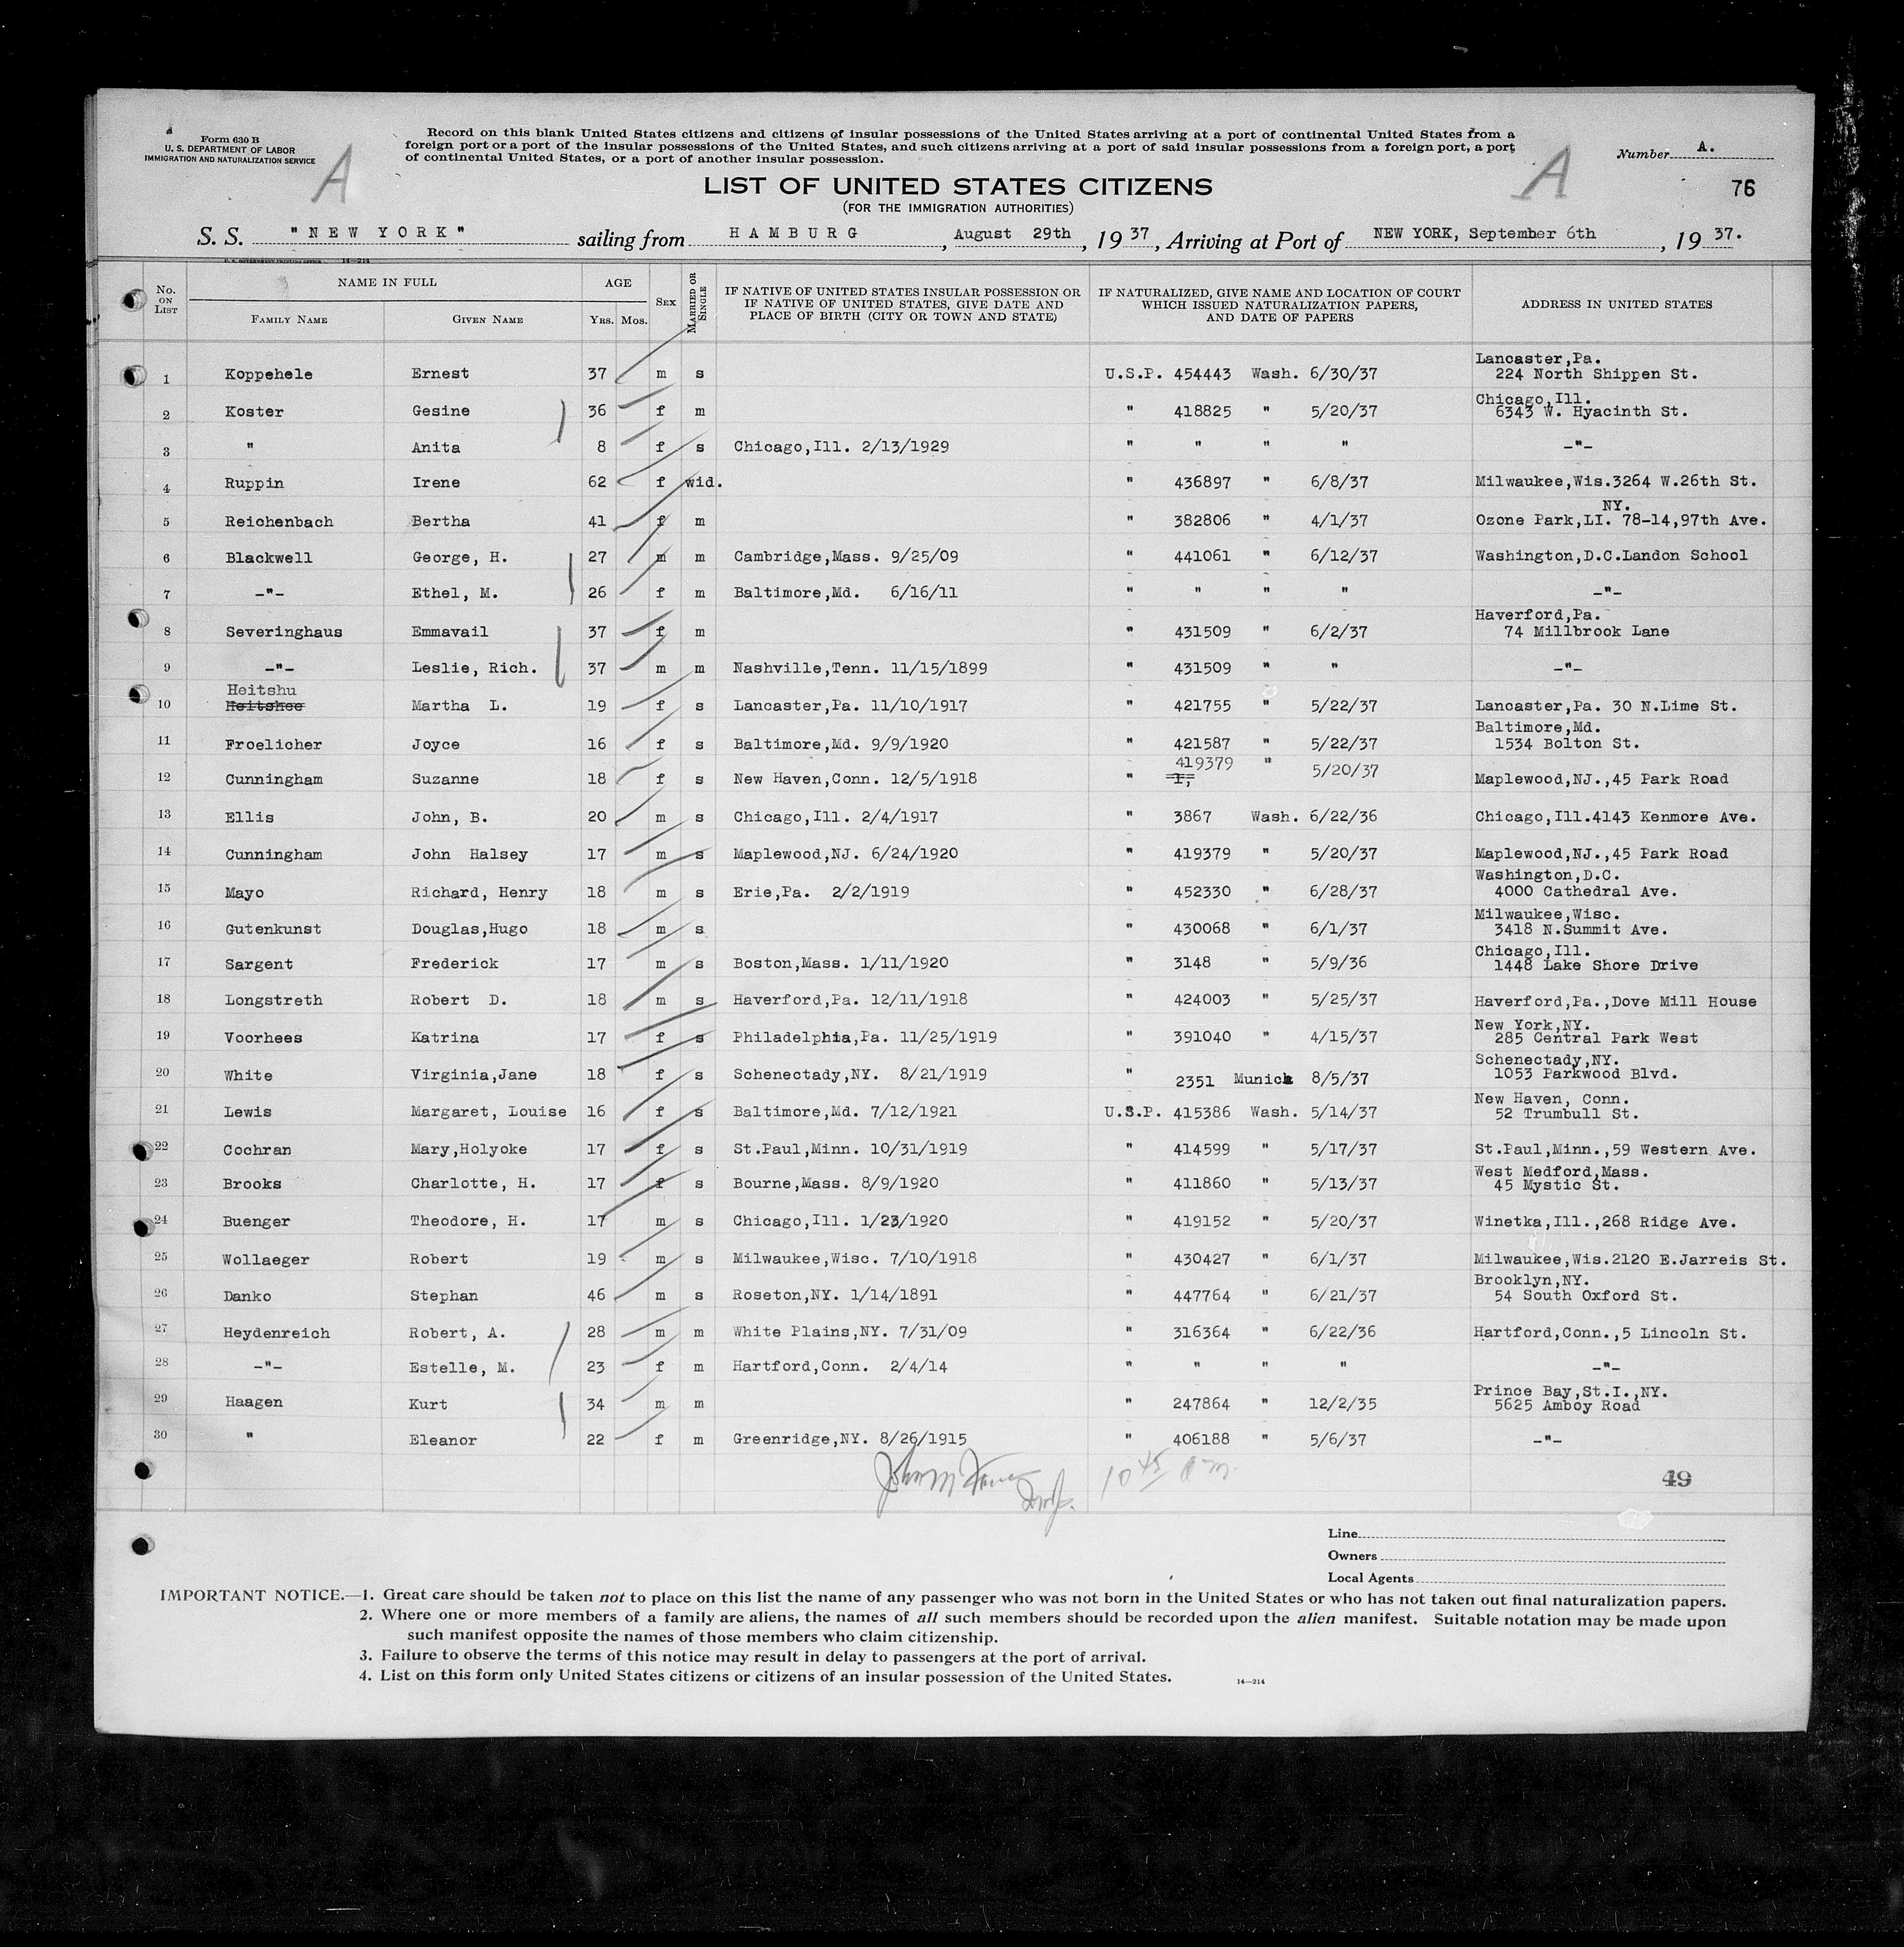 Form 630 B
U. S. DEPARTMENT OF LABOR
IMMIGRATION AND NATURALIZATION SERVICE
A
Record on this blank United States citizens and citizens of insular possessions of the United States arriving at a port of continental United States from a
foreign port or a port of the insular possessions of the United States, and such citizens arriving at a port of said insular possessions from a foreign port, a port
of continental United States, or a port of another insular possession.
A
Number A.
76
LIST OF UNITED STATES CITIZENS
(FOR THE IMMIGRATION AUTHORITIES)
S. S. "NEW YORK" sailing from HAMBURG, August 29th, 1937, Arriving at Port of NEW YORK, September 6th, 1937.
U. S. GOVERNMENT PRINTING OFFICE 14—214
No. ON LIST NAME IN FULL FAMILY NAME GIVEN NAME AGE YRS. MOS. SEX MARRIED OR SINGLE IF NATIVE OF UNITED STATES INSULAR POSSESSION OR IF NATIVE OF UNITED STATES, GIVE DATE AND PLACE OF BIRTH (CITY OR TOWN AND STATE) IF NATURALIZED, GIVE NAME AND LOCATION OF COURT WHICH ISSUED NATURALIZATION PAPERS, AND DATE OF PAPERS ADDRESS IN UNITED STATES
1 Koppehele Ernest 37 m s U.S.P. 454443 Wash. 6/30/37 Lancaster,Pa. 224 North Shippen St.
2 Koster Gesine 36 f m " 418825 " 5/20/37 Chicago,Ill. 6343 W. Hyacinth St.
3 " Anita 8 f s Chicago,Ill. 2/13/1929 " " " " -"-
4 Ruppin Irene 62 f wid. " 436897 " 6/8/37 Milwaukee,Wis.3264 W.26th St.
5 Reichenbach Bertha 41 f m " 382806 " 4/1/37 Ozone Park,LI. NY. 78-14,97th Ave.
6 Blackwell George, H. 27 m m Cambridge,Mass. 9/25/09 " 441061 " 6/12/37 Washington,D.C.Landon School
7 -"- Ethel, M. 26 f m Baltimore,Md. 6/16/11 " " " " -"-
8 Severinghaus Emmavail 37 f m " 431509 " 6/2/37 Haverford,Pa. 74 Millbrook Lane
9 -"- Leslie, Rich. 37 m m Nashville,Tenn. 11/15/1899 " 431509 " " -"-
10 Heitshu Heitshee Martha L. 19 f s Lancaster,Pa. 11/10/1917 " 421755 " 5/22/37 Lancaster,Pa. 30 N.Lime St.
11 Froelicher Joyce 16 f s Baltimore,Md. 9/9/1920 " 421587 " 5/22/37 Baltimore,Md. 1534 Bolton St.
12 Cunningham Suzanne 18 f s New Haven,Conn. 12/5/1918 " 419379 " 5/20/37 Maplewood,NJ.,45 Park Road
13 Ellis John, B. 20 m s Chicago,Ill. 2/4/1917 " 3867 Wash. 6/22/36 Chicago,Ill.4143 Kenmore Ave.
14 Cunningham John Halsey 17 m s Maplewood,NJ. 6/24/1920 " 419379 " 5/20/37 Maplewood,NJ.,45 Park Road
15 Mayo Richard, Henry 18 m s Erie,Pa. 2/2/1919 " 452330 " 6/28/37 Washington,D.C. 4000 Cathedral Ave.
16 Gutenkunst Douglas,Hugo 18 m s " 430068 " 6/1/37 Milwaukee,Wisc. 3418 N.Summit Ave.
17 Sargent Frederick 17 m s Boston,Mass. 1/11/1920 " 3148 " 5/9/36 Chicago,Ill. 1448 Lake Shore Drive
18 Longstreth Robert D. 18 m s Haverford,Pa. 12/11/1918 " 424003 " 5/25/37 Haverford,Pa.,Dove Mill House
19 Voorhees Katrina 17 f s Philadelphia,Pa. 11/25/1919 " 391040 " 4/15/37 New York,NY. 285 Central Park West
20 White Virginia,Jane 18 f s Schenectady,NY. 8/21/1919 " 2351 Munich 8/5/37 Schenectady,NY. 1053 Parkwood Blvd.
21 Lewis Margaret, Louise 16 f s Baltimore,Md. 7/12/1921 U.S.P. 415386 Wash. 5/14/37 New Haven, Conn. 52 Trumbull St.
22 Cochran Mary,Holyoke 17 f s St.Paul,Minn. 10/31/1919 " 414599 " 5/17/37 St.Paul,Minn.,59 Western Ave.
23 Brooks Charlotte, H. 17 f s Bourne,Mass. 8/9/1920 " 411860 " 5/13/37 West Medford,Mass. 45 Mystic St.
24 Buenger Theodore, H. 17 m s Chicago,Ill. 1/23/1920 " 419152 " 5/20/37 Winetka,Ill.,268 Ridge Ave.
25 Wollaeger Robert 19 m s Milwaukee,Wisc. 7/10/1918 " 430427 " 6/1/37 Milwaukee,Wis.2120 E.Jarreis St.
26 Danko Stephan 46 m s Roseton,NY. 1/14/1891 " 447764 " 6/21/37 Brooklyn,NY. 54 South Oxford St.
27 Heydenreich Robert, A. 28 m m White Plains,NY. 7/31/09 " 316364 " 6/22/36 Hartford,Conn.,5 Lincoln St.
28 -"- Estelle, M. 23 f m Hartford,Conn. 2/4/14 " " " " -"-
29 Haagen Kurt 34 m m " 247864 " 12/2/35 Prince Bay,St.I.,NY. 5625 Amboy Road
30 " Eleanor 22 f m Greenridge,NY. 8/26/1915 " 406188 " 5/6/37 -"-
John M
10 45 am.
49
Line
Owners
Local Agents
IMPORTANT NOTICE.—1. Great care should be taken not to place on this list the name of any passenger who was not born in the United States or who has not taken out final naturalization papers.
2. Where one or more members of a family are aliens, the names of all such members should be recorded upon the alien manifest. Suitable notation may be made upon
such manifest opposite the names of those members who claim citizenship.
3. Failure to observe the terms of this notice may result in delay to passengers at the port of arrival.
4. List on this form only United States citizens or citizens of an insular possession of the United States.
14—214